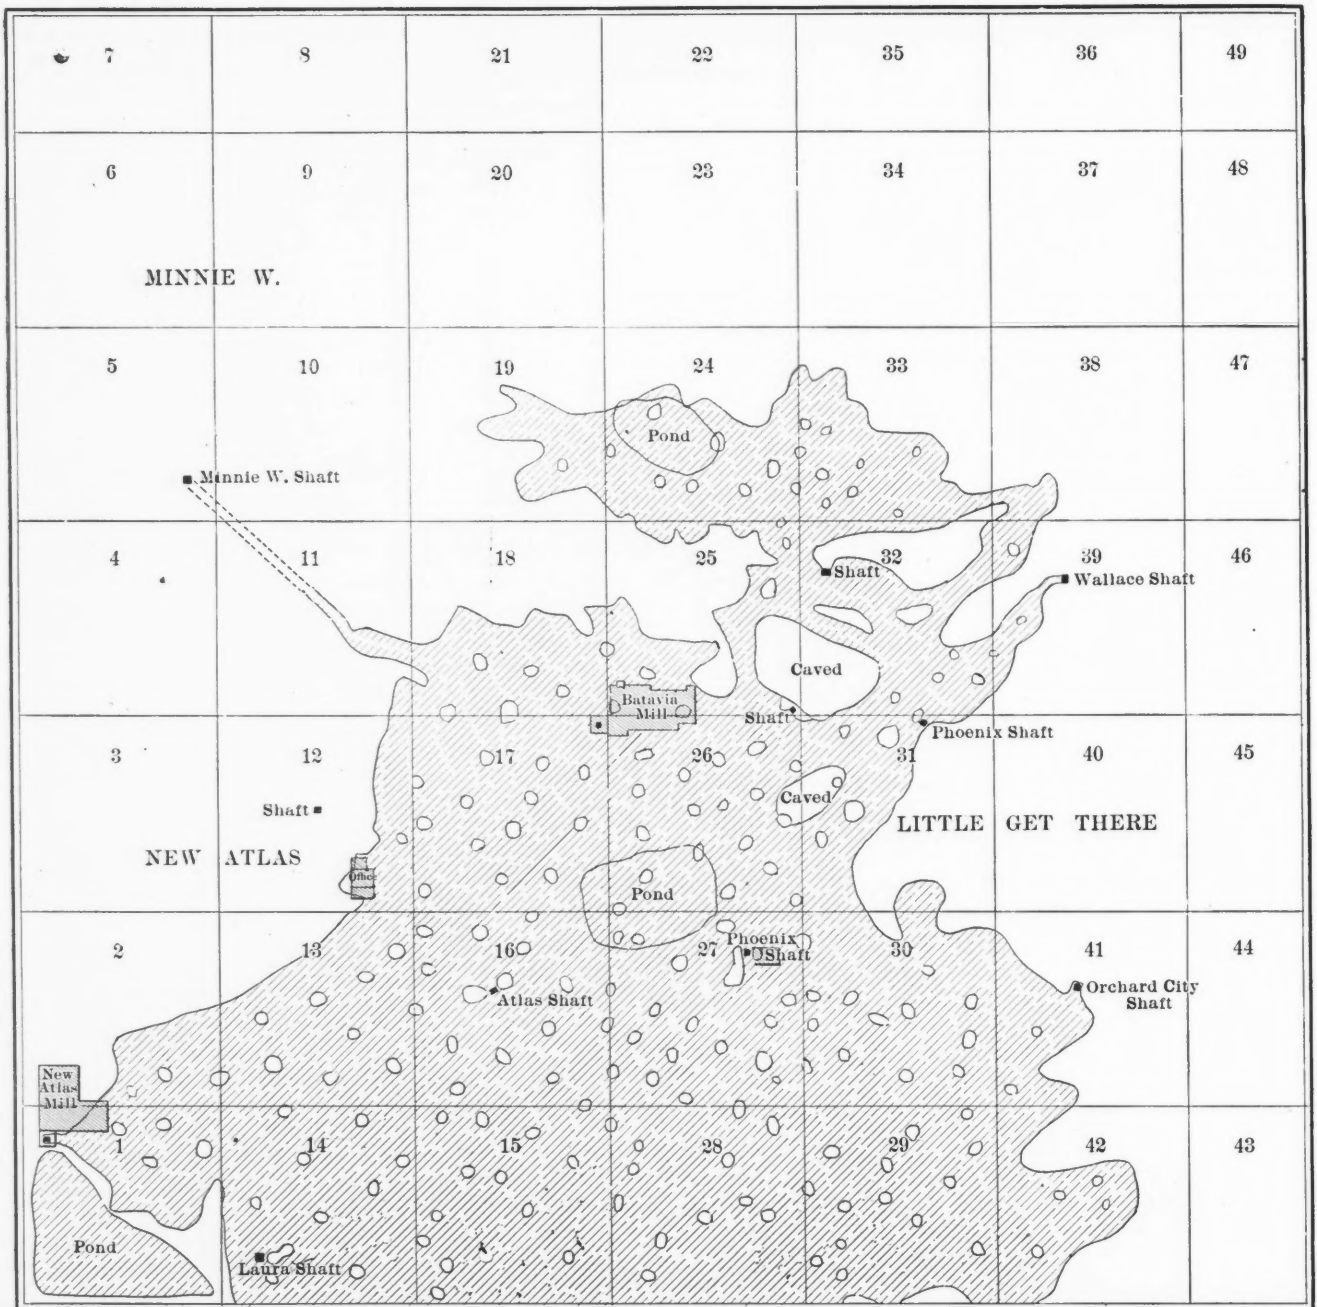 7 8 21 22 35 36 49
6 9 20 23 34 37 48
MINNIE W.
5 10 19 24 33 38 47
Pond
Minnie W. Shaft
4 11 18 25 32 39 46
Shaft
Wallace Shaft
Caved
Batavia
Mill
Shaft
Phoenix Shaft
3 12 17 26 31 40 45
Shaft
Caved
LITTLE GET THERE
NEW ATLAS
Office
Pond
2 13 16 27 30 41 44
Phoenix
Shaft
Atlas Shaft
Orchard City
Shaft
New
Atlas
Mill
1 14 15 28 29 42 43
Pond
Laura Shaft